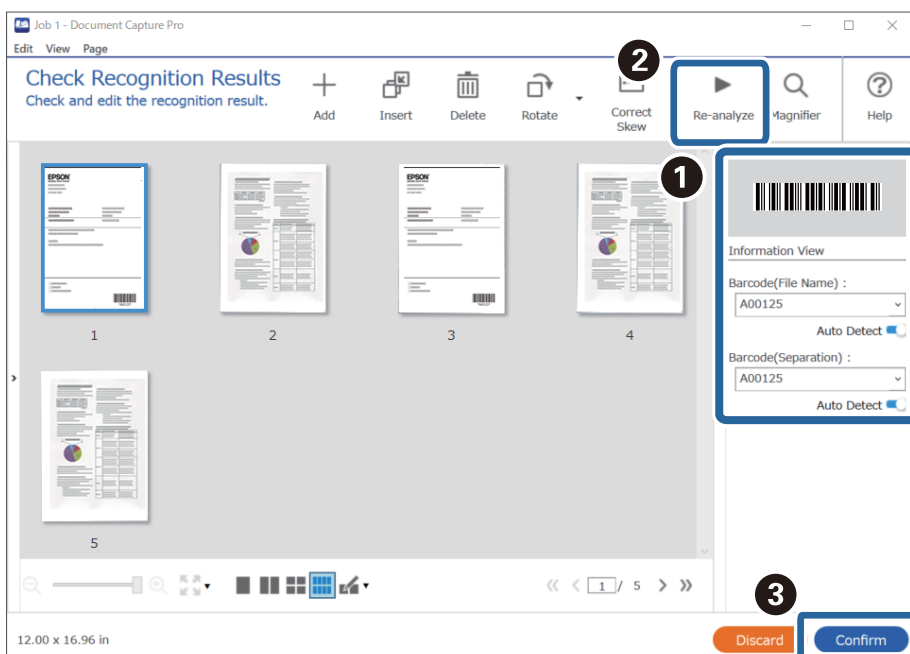 Job 1 - Document Capture Pro
Edit View Page
Check Recognition Results
Check and edit the recognition result.
Add
Insert
Delete
Rotate
Correct Skew
Re-analyze
Magnifier
Help
2
1
EPSON
EPSON
1
2
3
4
5
Information View
Barcode(File Name) :
A00125
Auto Detect
Barcode(Separation) :
A00125
Auto Detect
1 / 5
3
12.00 x 16.96 in
Discard
Confirm